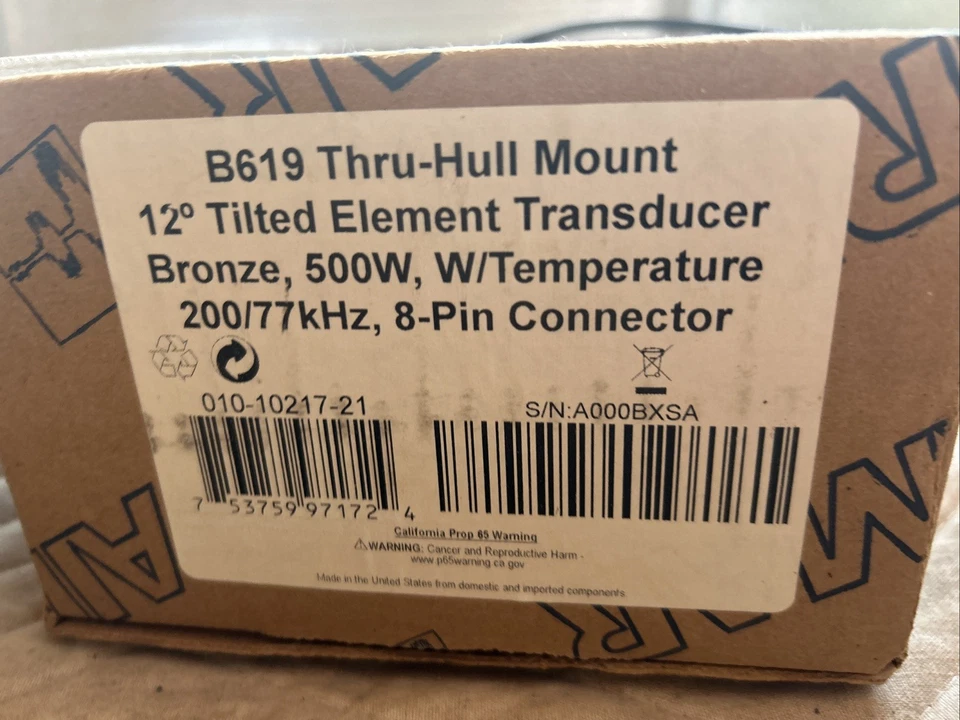 B619 Thru-Hull Mount
12º Tilted Element Transducer
Bronze, 500W, W/Temperature
200/77kHz, 8-Pin Connector
010-10217-21
S/N:A000BXSA
7 53759 97172 4
California Prop 65 Warning
⚠WARNING: Cancer and Reproductive Harm -
www.p65warning.ca.gov
Made in the United States from domestic and imported components.